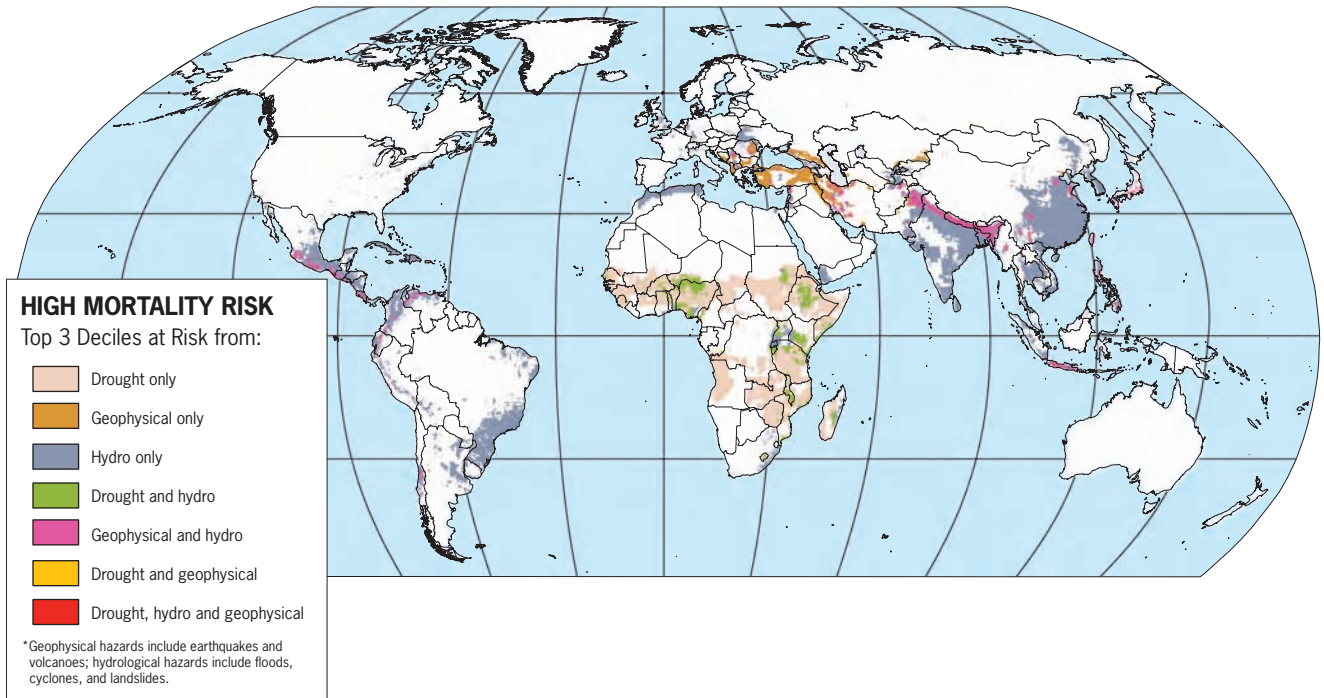 HIGH MORTALITY RISK
Top 3 Deciles at Risk from:
Drought only
Geophysical only
Hydro only
Drought and hydro
Geophysical and hydro
Drought and geophysical
Drought, hydro and geophysical
*Geophysical hazards include earthquakes and
volcanoes; hydrological hazards include floods,
cyclones, and landslides.